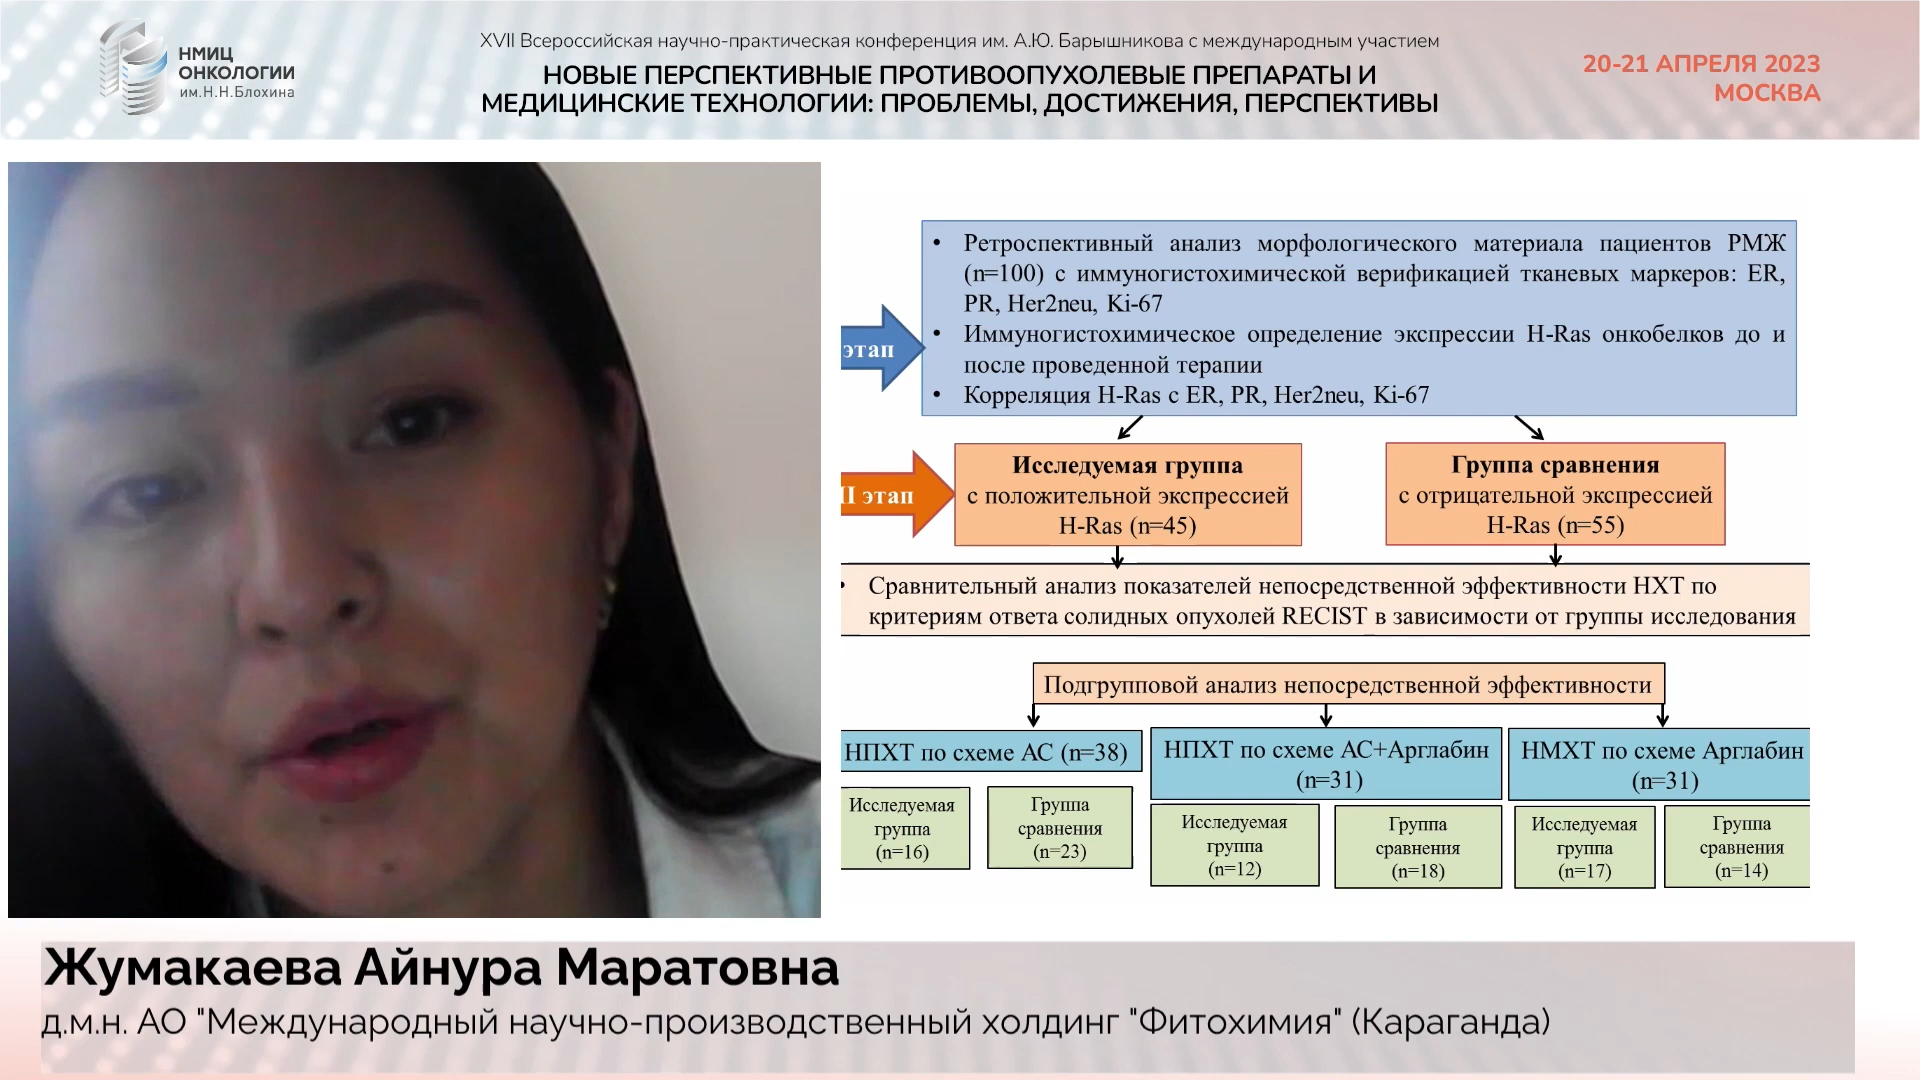 НМИЦ
ОНКОЛОГИИ
им.Н.Н.Блохина
XVII Всероссийская научно-практическая конференция им. А.Ю. Барышникова с международным участием
НОВЫЕ ПЕРСПЕКТИВНЫЕ ПРОТИВООПУХОЛЕВЫЕ ПРЕПАРАТЫ И
МЕДИЦИНСКИЕ ТЕХНОЛОГИИ: ПРОБЛЕМЫ, ДОСТИЖЕНИЯ, ПЕРСПЕКТИВЫ
20-21 АПРЕЛЯ 2023
МОСКВА
• Ретроспективный анализ морфологического материала пациентов РМЖ
(n=100) с иммуногистохимической верификацией тканевых маркеров: ER,
PR, Her2neu, Ki-67
• Иммуногистохимическое определение экспрессии H-Ras онкобелков до и
после проведенной терапии
• Корреляция H-Ras с ER, PR, Her2neu, Ki-67
этап
II этап
Исследуемая группа
с положительной экспрессией
H-Ras (n=45)
Группа сравнения
с отрицательной экспрессией
H-Ras (n=55)
• Сравнительный анализ показателей непосредственной эффективности НХТ по
критериям ответа солидных опухолей RECIST в зависимости от группы исследования
Подгрупповой анализ непосредственной эффективности
НПХТ по схеме АС (n=38)
НПХТ по схеме АС+Арглабин
(n=31)
НМХТ по схеме Арглабин
(n=31)
Исследуемая
группа
(n=16)
Группа
сравнения
(n=23)
Исследуемая
группа
(n=12)
Группа
сравнения
(n=18)
Исследуемая
группа
(n=17)
Группа
сравнения
(n=14)
Жумакаева Айнура Маратовна
д.м.н. АО "Международный научно-производственный холдинг "Фитохимия" (Караганда)